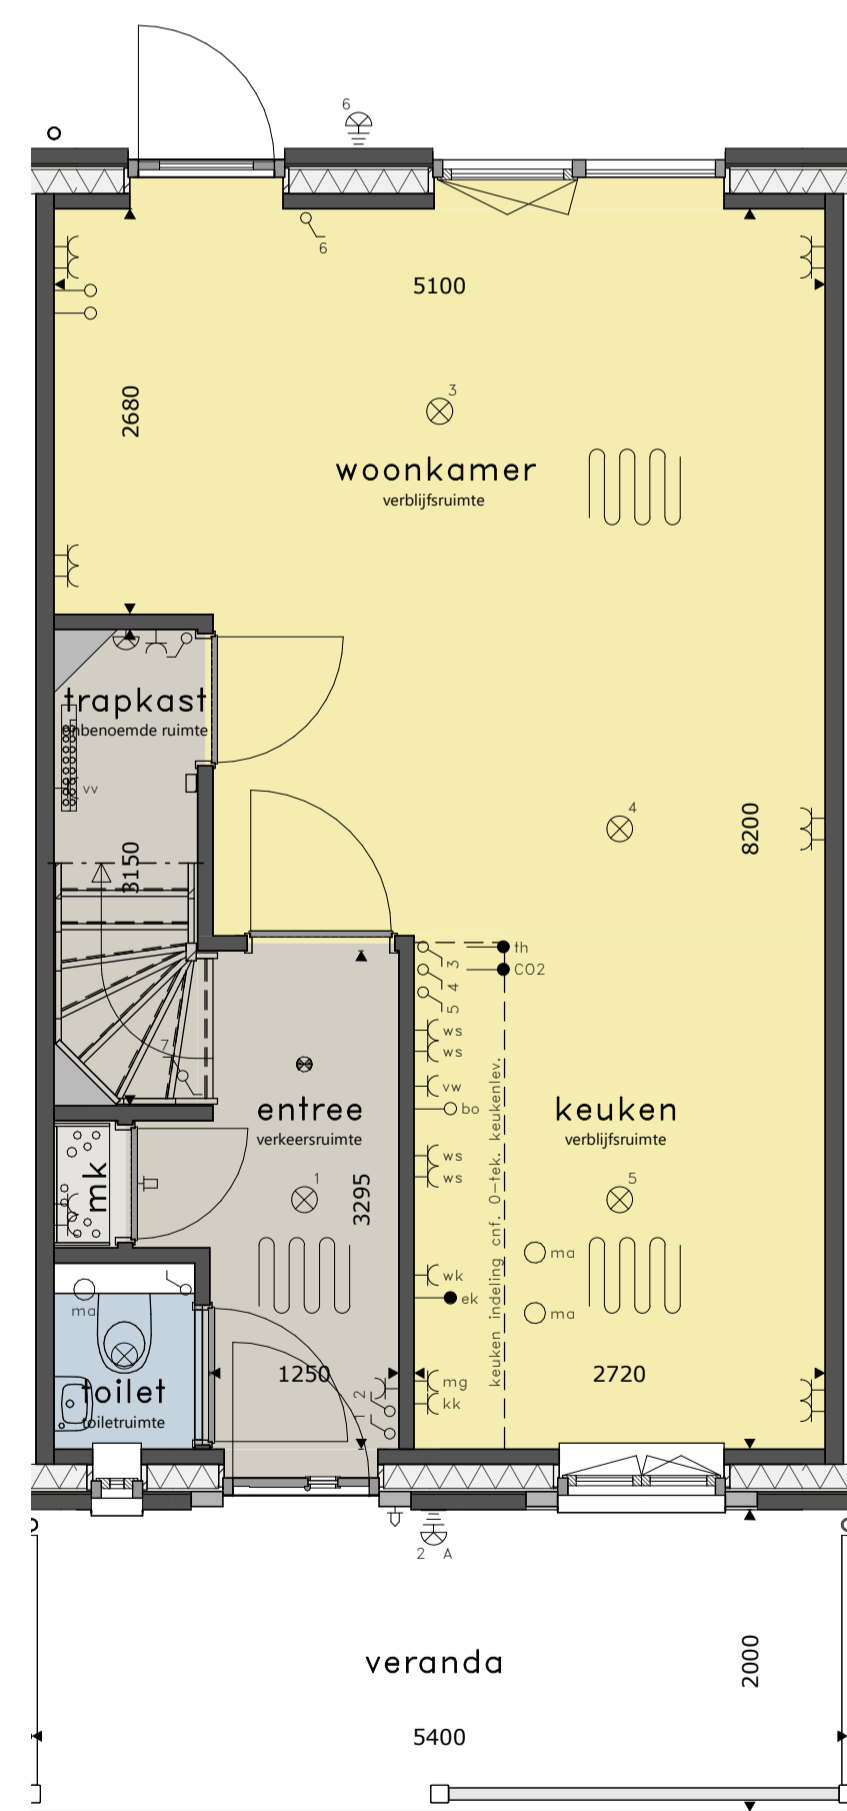 6
6
5100
2680
3
woonkamer
verblijfsruimte
trapkast
onbenoemde ruimte
vv
4
8200
3150
th
3
CO2
4
5
ws
ws
7
vw
bo
entree
verkeersruimte
keuken
verblijfsruimte
keuken indeling cnf. 0-tek. keukenlev.
ws
ws
mk
1
3295
5
ma
wk
ek
ma
ma
1250
2720
mg
kk
2
1
toilet
toiletruimte
2 A
veranda
2000
5400